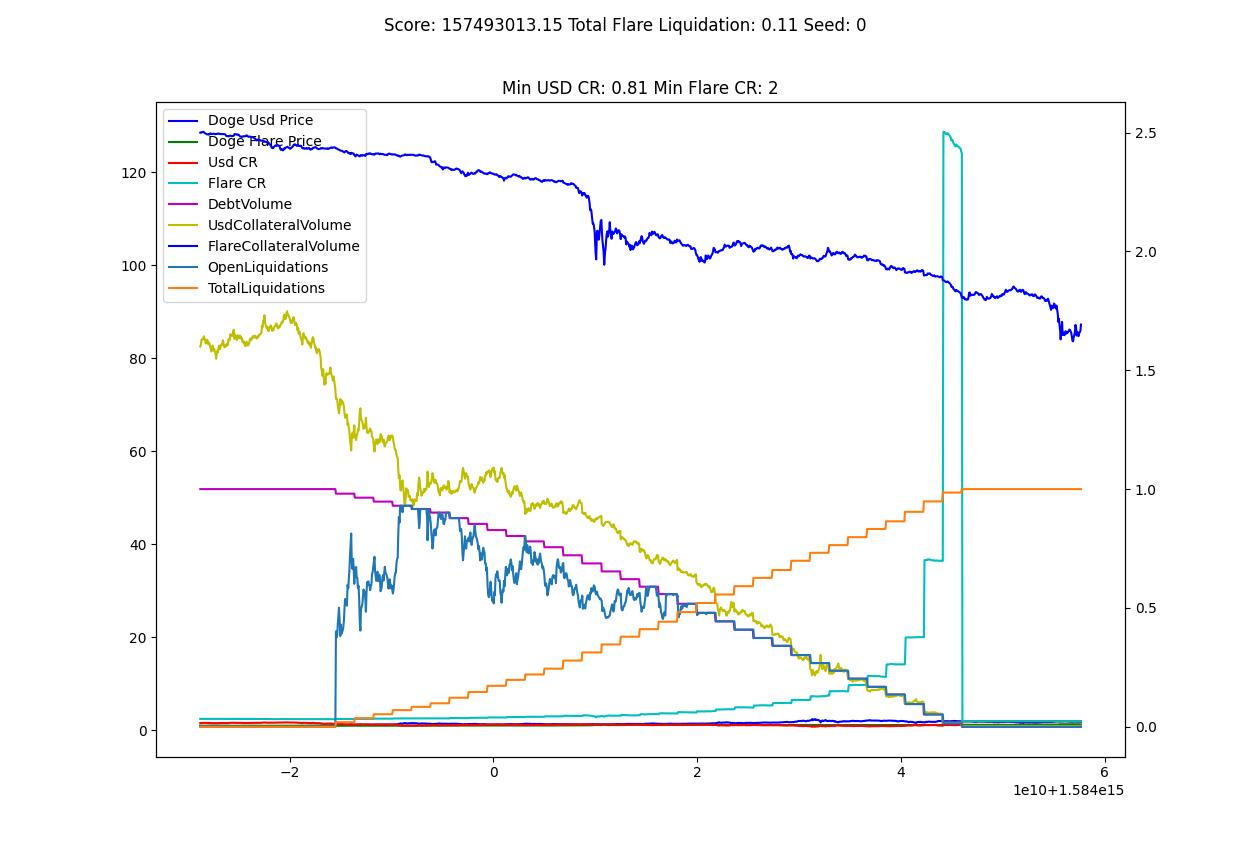 Score: 157493013.15 Total Flare Liquidation: 0.11 Seed: 0
Min USD CR: 0.81 Min Flare CR: 2
Doge Usd Price
Doge Flare Price
Usd CR
Flare CR
DebtVolume
UsdCollateralVolume
FlareCollateralVolume
OpenLiquidations
TotalLiquidations
120
100
80
60
40
20
0
2.5
2.0
1.5
1.0
0.5
0.0
−2
0
2
4
6
1e10+1.584e15